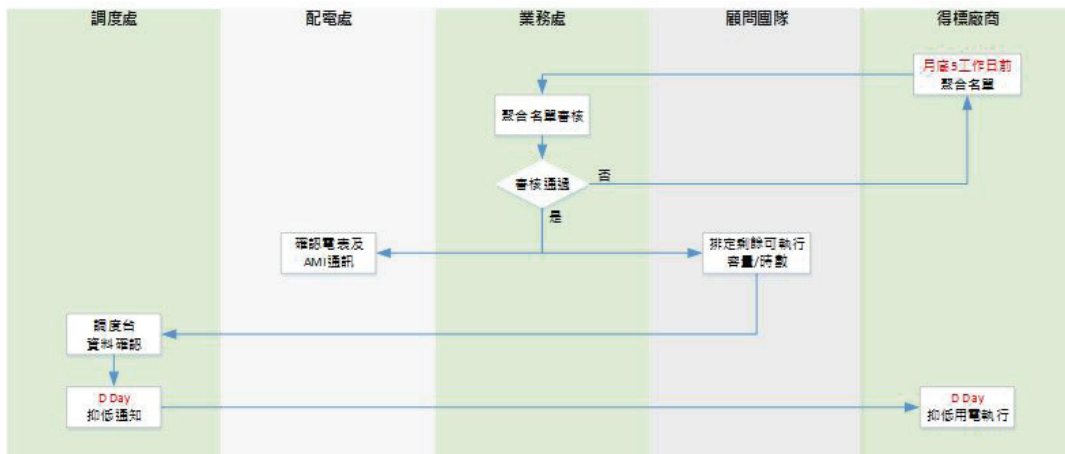 調度處
配電處
業務處
顧問團隊
得標廠商
月底5工作日前
聚合名單
聚合名單審核
審核通過
否
是
確認電表及
AMI通訊
排定剩餘可執行
容量/時數
調度台
資料確認
D Day
抑低通知
D Day
抑低用電執行